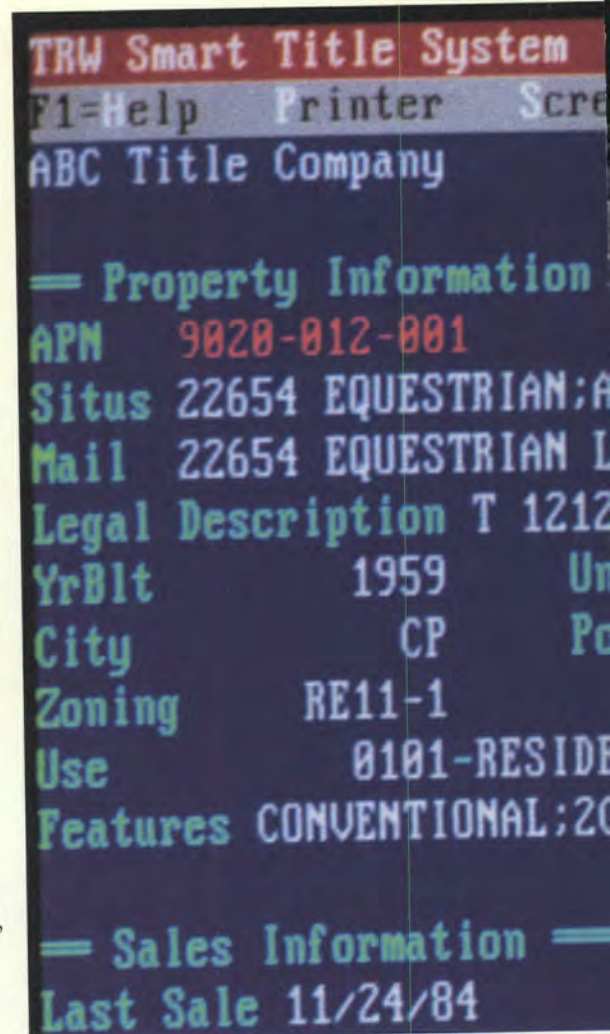 TRW Smart Title System
F1=Help Printer Scre
ABC Title Company
== Property Information
APN 9020-012-001
Situs 22654 EQUESTRIAN;A
Mail 22654 EQUESTRIAN L
Legal Description T 1212
YrBlt 1959 Un
City CP Po
Zoning RE11-1
Use 0101-RESIDE
Features CONVENTIONAL;20
== Sales Information ==
Last Sale 11/24/84